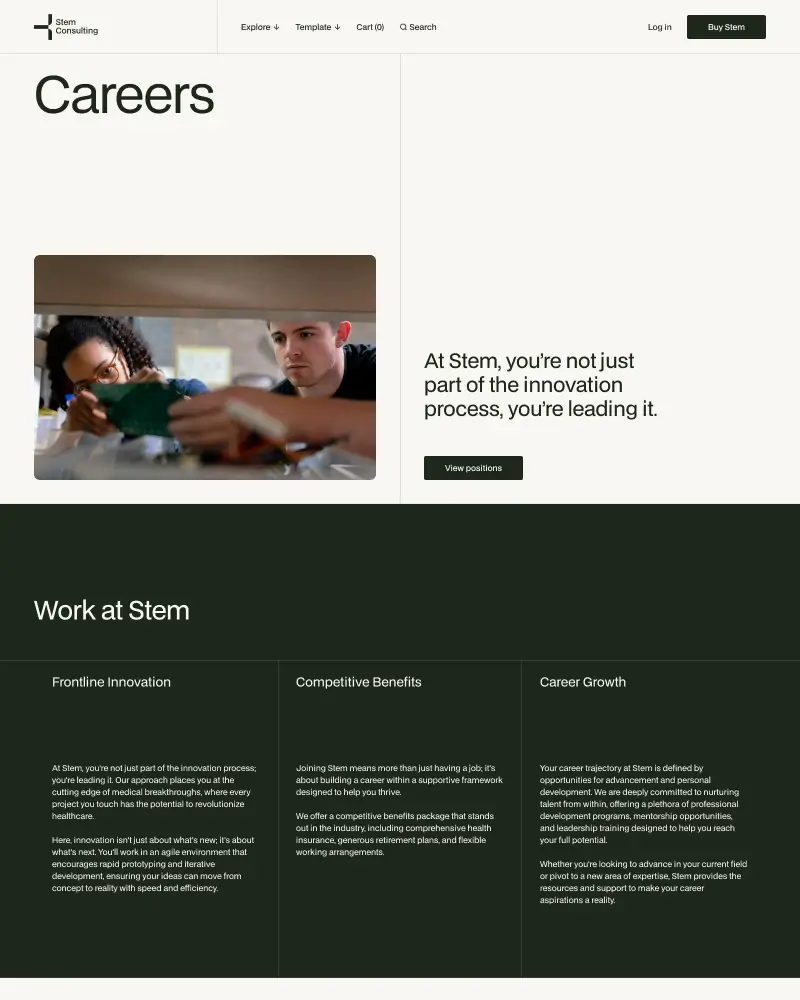 Stem
Consulting
Explore ↓
Template ↓
Cart (0)
Search
Log in
Buy Stem
Careers
At Stem, you’re not just
part of the innovation
process, you’re leading it.
View positions
Work at Stem
Frontline Innovation
At Stem, you're not just part of the innovation process;
you're leading it. Our approach places you at the
cutting edge of medical breakthroughs, where every
project you touch has the potential to revolutionize
healthcare.
Here, innovation isn't just about what's new; it's about
what's next. You'll work in an agile environment that
encourages rapid prototyping and iterative
development, ensuring your ideas can move from
concept to reality with speed and efficiency.
Competitive Benefits
Joining Stem means more than just having a job; it's
about building a career within a supportive framework
designed to help you thrive.
We offer a competitive benefits package that stands
out in the industry, including comprehensive health
insurance, generous retirement plans, and flexible
working arrangements.
Career Growth
Your career trajectory at Stem is defined by
opportunities for advancement and personal
development. We are deeply committed to nurturing
talent from within, offering a plethora of professional
development programs, mentorship opportunities,
and leadership training designed to help you reach
your full potential.
Whether you're looking to advance in your current field
or pivot to a new area of expertise, Stem provides the
resources and support to make your career
aspirations a reality.